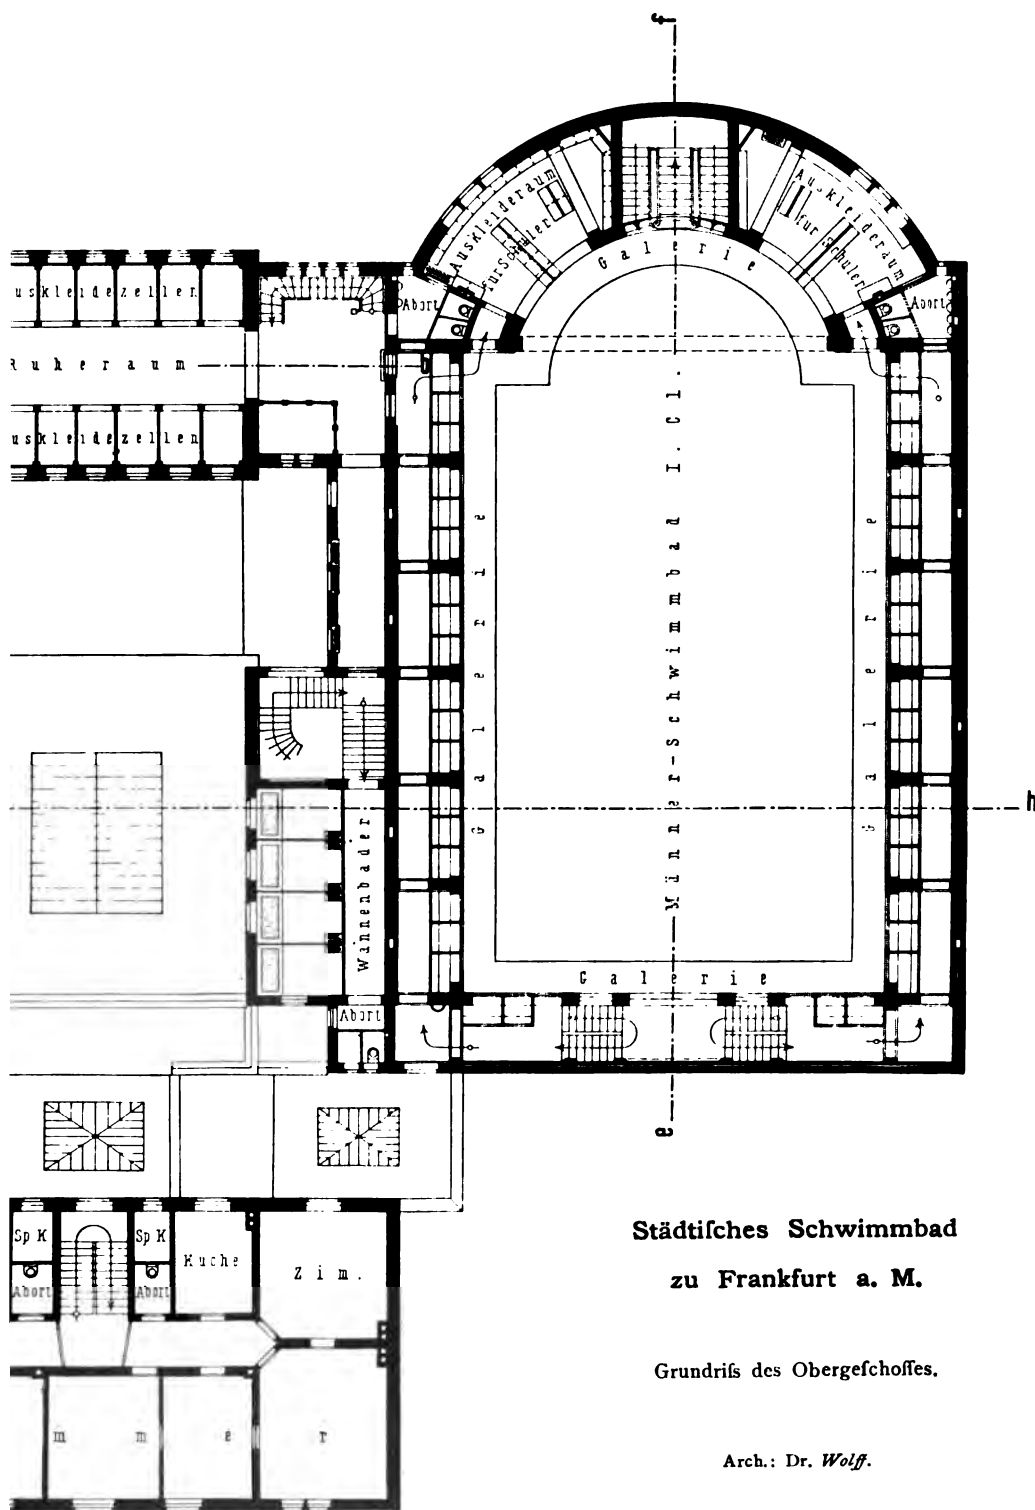 f
Auskleideraum
für Schüler
Auskleideraum
für Schüler
Galerie
Abort
Abort
uskleidezellen
Ruheraum
uskleidezellen
Männer-Schwimmbad I. Cl.
Galerie
Galerie
h
Wannenbäder
Galerie
Abort
e
Sp K
Sp K
Küche
Zim.
Abort
Abort
m m e r
Städtiſches Schwimmbad
zu Frankfurt a. M.
Grundriſs des Obergeſchoſſes.
Arch.: Dr. Wolff.